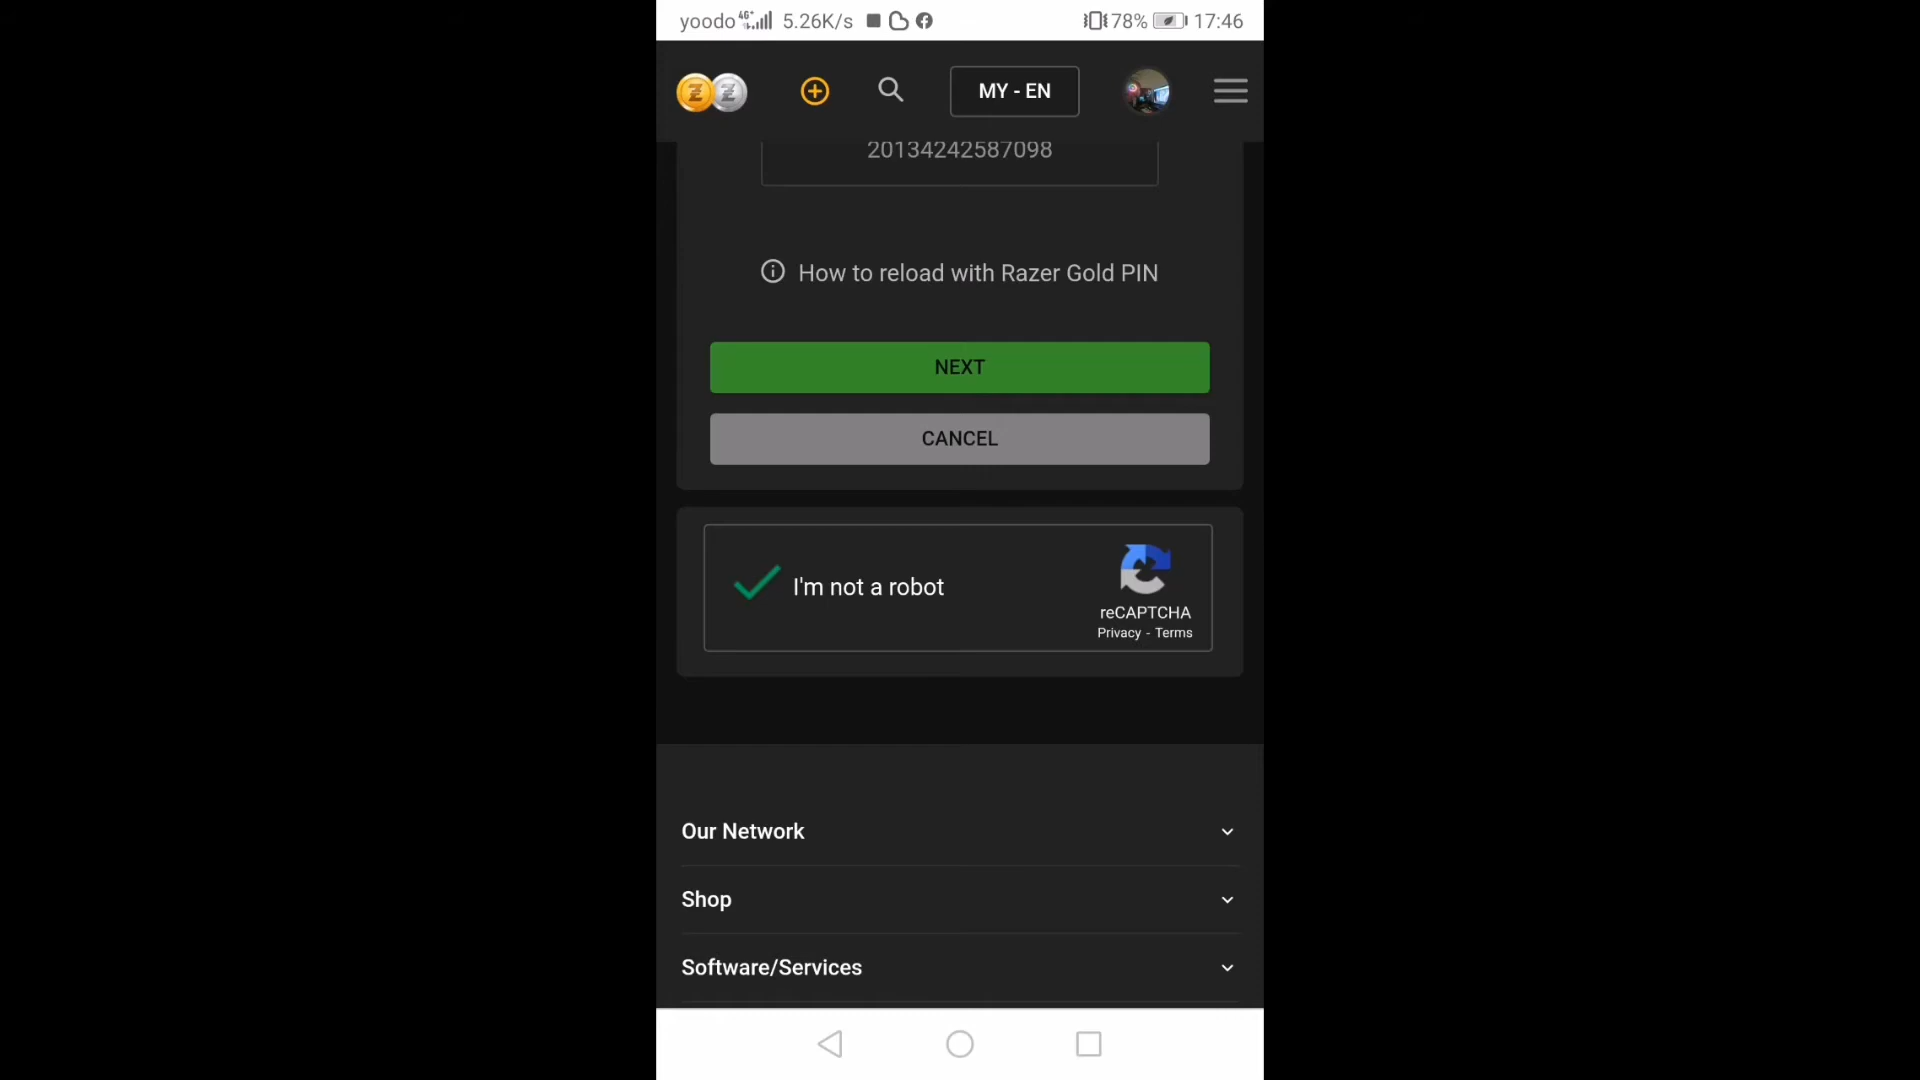 yoodo 4G+ 5.26K/s 78% 17:46
MY - EN
20134242587098
How to reload with Razer Gold PIN
NEXT
CANCEL
I'm not a robot
reCAPTCHA
Privacy - Terms
Our Network
Shop
Software/Services